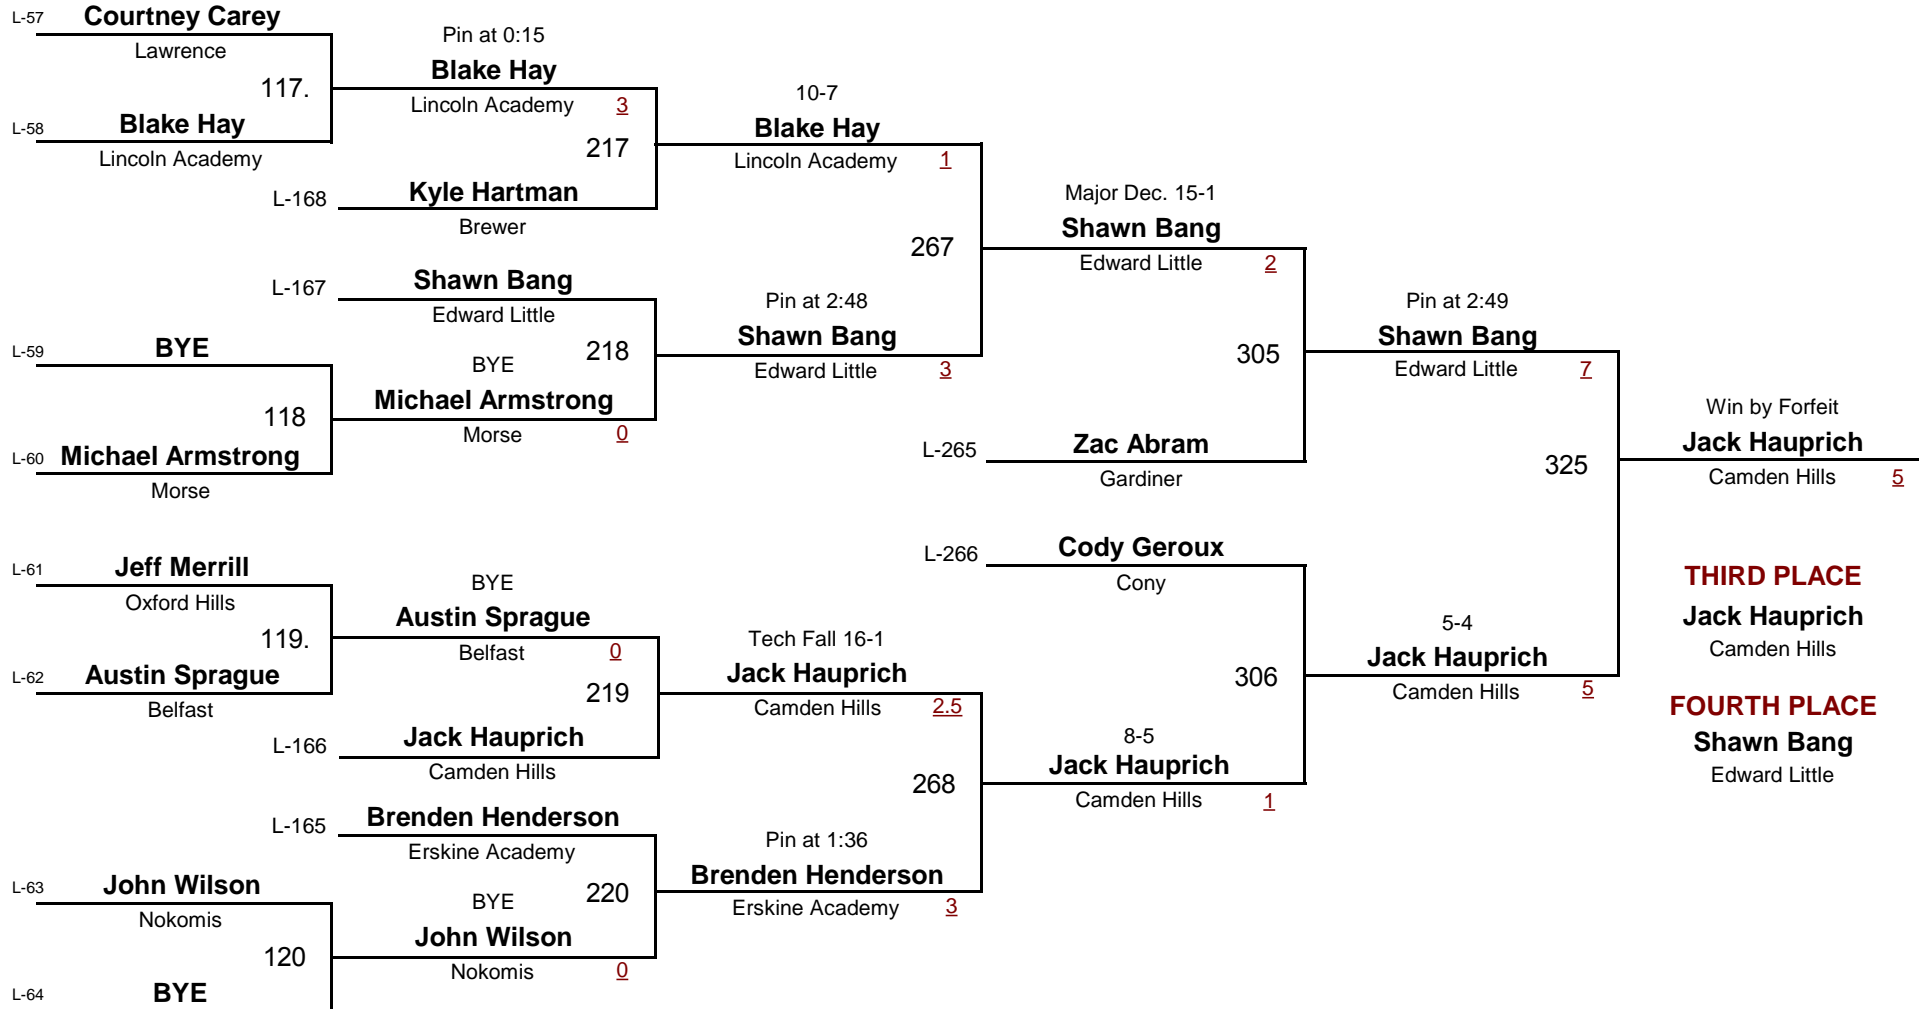 L-57 Courtney Carey
Lawrence
117.
L-58 Blake Hay
Lincoln Academy
L-59 BYE
118
L-60 Michael Armstrong
Morse
L-61 Jeff Merrill
Oxford Hills
119.
L-62 Austin Sprague
Belfast
L-63 John Wilson
Nokomis
120
L-64 BYE
Pin at 0:15
Blake Hay
Lincoln Academy 3
217
L-168 Kyle Hartman
Brewer
L-167 Shawn Bang
Edward Little
218
BYE
Michael Armstrong
Morse 0
BYE
Austin Sprague
Belfast 0
219
L-166 Jack Hauprich
Camden Hills
L-165 Brenden Henderson
Erskine Academy
220
BYE
John Wilson
Nokomis 0
10-7
Blake Hay
Lincoln Academy 1
267
Pin at 2:48
Shawn Bang
Edward Little 3
Tech Fall 16-1
Jack Hauprich
Camden Hills 2.5
268
Pin at 1:36
Brenden Henderson
Erskine Academy 3
Major Dec. 15-1
Shawn Bang
Edward Little 2
305
L-265 Zac Abram
Gardiner
L-266 Cody Geroux
Cony
306
8-5
Jack Hauprich
Camden Hills 1
Pin at 2:49
Shawn Bang
Edward Little 7
325
5-4
Jack Hauprich
Camden Hills 5
Win by Forfeit
Jack Hauprich
Camden Hills 5
THIRD PLACE
Jack Hauprich
Camden Hills
FOURTH PLACE
Shawn Bang
Edward Little